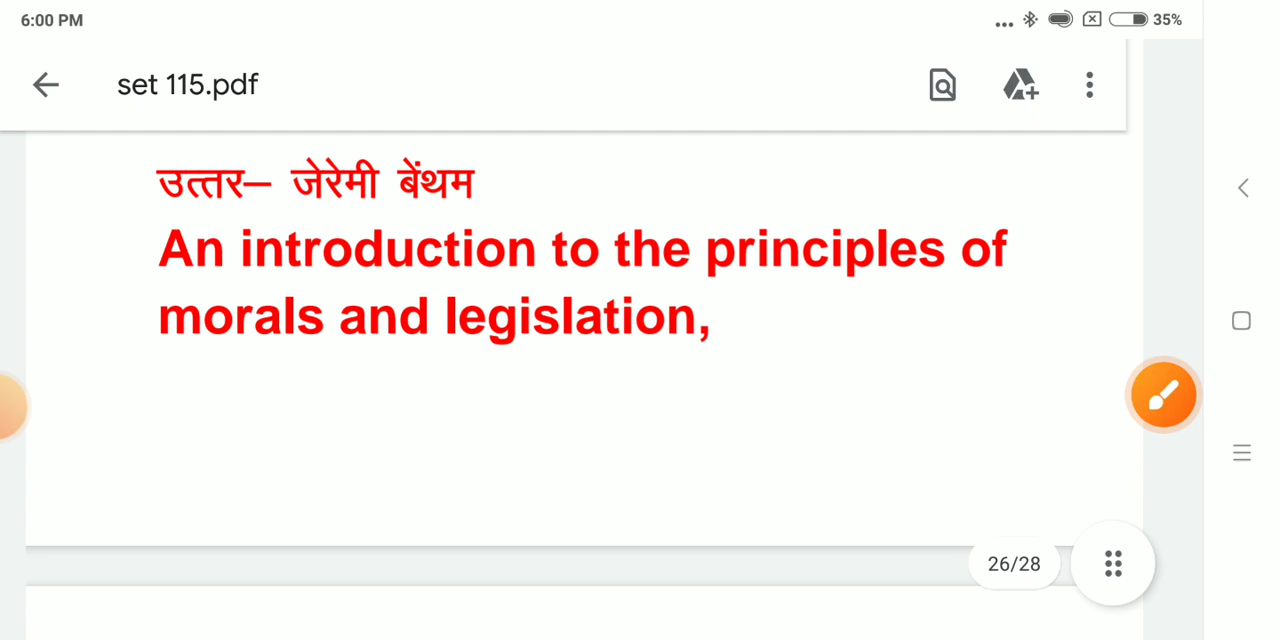 6:00 PM
35%
set 115.pdf
उत्तर– जेरेमी बेंथम
An introduction to the principles of
morals and legislation,
26/28